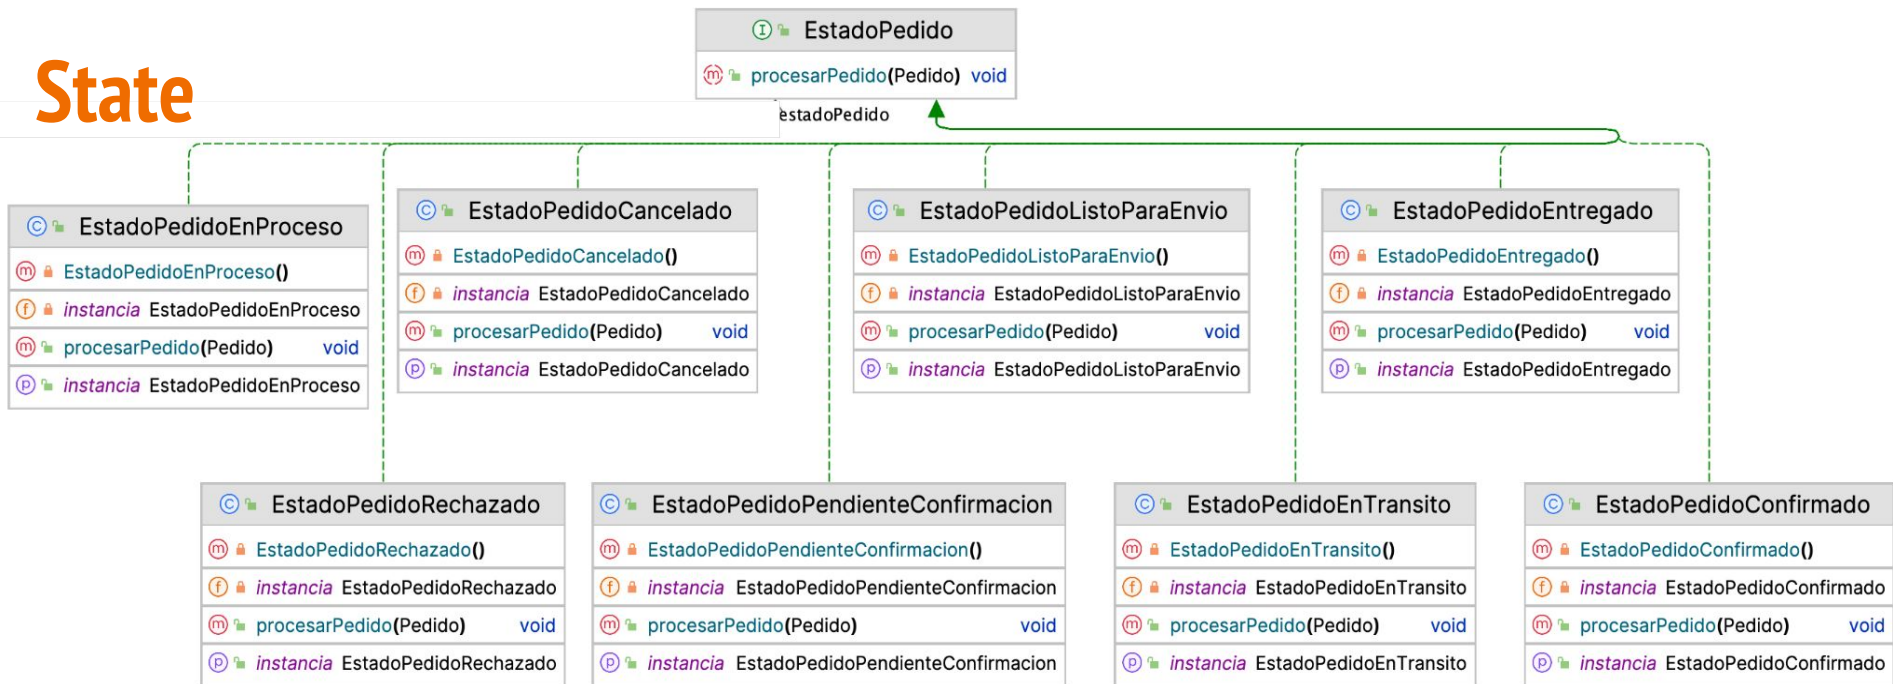 State
EstadoPedido
procesarPedido(Pedido) void
estadoPedido
EstadoPedidoEnProceso
EstadoPedidoEnProceso()
instancia EstadoPedidoEnProceso
procesarPedido(Pedido) void
instancia EstadoPedidoEnProceso
EstadoPedidoCancelado
EstadoPedidoCancelado()
instancia EstadoPedidoCancelado
procesarPedido(Pedido) void
instancia EstadoPedidoCancelado
EstadoPedidoListoParaEnvio
EstadoPedidoListoParaEnvio()
instancia EstadoPedidoListoParaEnvio
procesarPedido(Pedido) void
instancia EstadoPedidoListoParaEnvio
EstadoPedidoEntregado
EstadoPedidoEntregado()
instancia EstadoPedidoEntregado
procesarPedido(Pedido) void
instancia EstadoPedidoEntregado
EstadoPedidoRechazado
EstadoPedidoRechazado()
instancia EstadoPedidoRechazado
procesarPedido(Pedido) void
instancia EstadoPedidoRechazado
EstadoPedidoPendienteConfirmacion
EstadoPedidoPendienteConfirmacion()
instancia EstadoPedidoPendienteConfirmacion
procesarPedido(Pedido) void
instancia EstadoPedidoPendienteConfirmacion
EstadoPedidoEnTransito
EstadoPedidoEnTransito()
instancia EstadoPedidoEnTransito
procesarPedido(Pedido) void
instancia EstadoPedidoEnTransito
EstadoPedidoConfirmado
EstadoPedidoConfirmado()
instancia EstadoPedidoConfirmado
procesarPedido(Pedido) void
instancia EstadoPedidoConfirmado